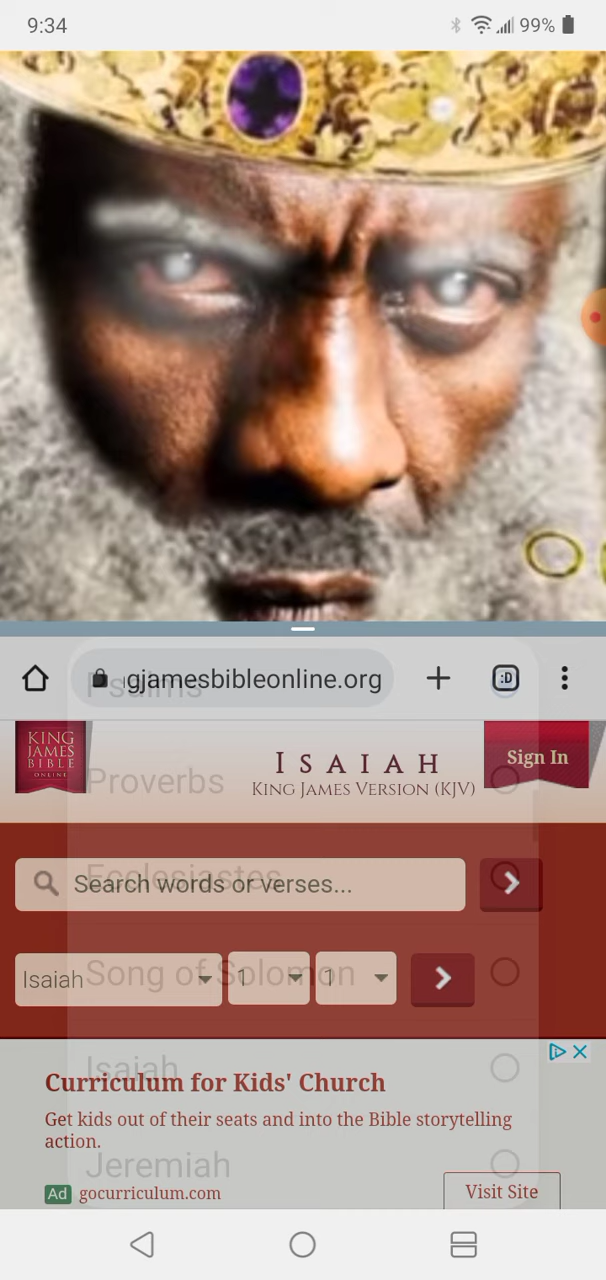 9:34
99%
gjamesbibleonline.org
:D
Psalms
KING
JAMES
BIBLE
ONLINE
ISAIAH
KING JAMES VERSION (KJV)
Sign In
Proverbs
Ecclesiastes
Search words or verses...
Song of Solomon
Isaiah
1
1
Isaiah
Curriculum for Kids' Church
Get kids out of their seats and into the Bible storytelling
action.
Jeremiah
Ad gocurriculum.com
Visit Site